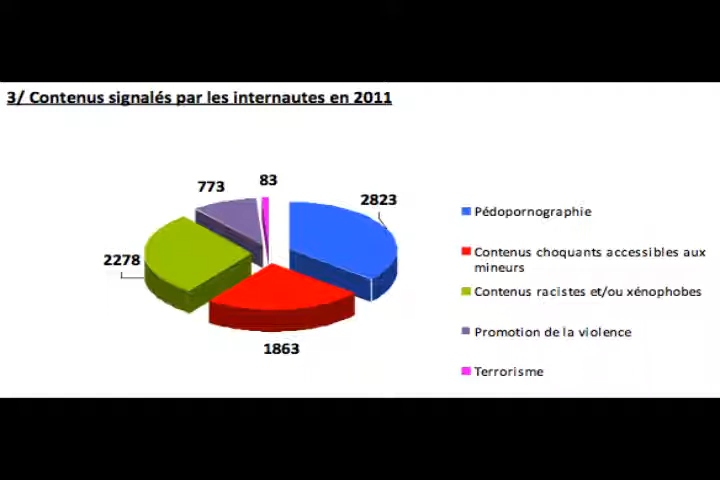 3/ Contenus signalés par les internautes en 2011
773
83
2823
2278
1863
Pédopornographie
Contenus choquants accessibles aux
mineurs
Contenus racistes et/ou xénophobes
Promotion de la violence
Terrorisme